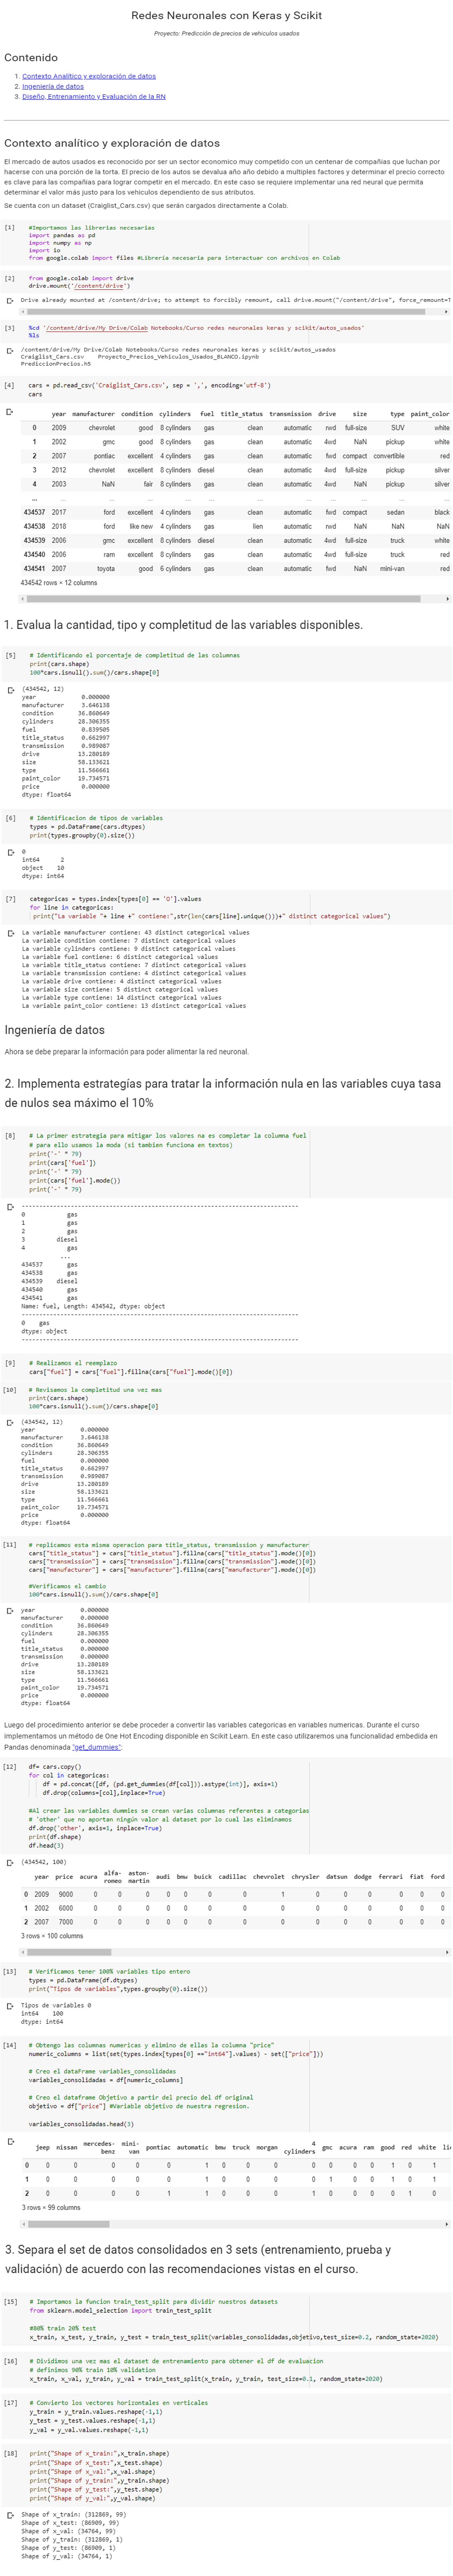 Redes Neuronales con Keras y Scikit
Proyecto: Predicción de precios de vehículos usados
Contenido
1. Contexto Analítico y exploración de datos
2. Ingeniería de datos
3. Diseño, Entrenamiento y Evaluación de la RN
Contexto analítico y exploración de datos
El mercado de autos usados es reconocido por ser un sector economico muy competido con un centenar de compañías que luchan por
hacerse con una porción de la torta. El precio de los autos se devalúa año año debido a multiples factores y determinar el precio correcto
es clave para las compañias para lograr competir en el mercado. En este caso se requiere implementar una red neural que permita
determinar el valor más justo para los vehículos dependiento de sus atributos.
Se cuenta con un dataset (Craiglist_Cars.csv) que serán cargados directamente a Colab.
[1] #Importamos las librerias necesarias
import pandas as pd
import numpy as np
import io
from google.colab import files #Librería necesaria para interactuar con archivos en Colab
[2] from google.colab import drive
drive.mount('/content/drive')
Drive already mounted at /content/drive; to attempt to forcibly remount, call drive.mount("/content/drive", force_remount=T
[3] %cd '/content/drive/My Drive/Colab Notebooks/Curso redes neuronales keras y scikit/autos_usados'
%ls
/content/drive/My Drive/Colab Notebooks/Curso redes neuronales keras y scikit/autos_usados
Craiglist_Cars.csv Proyecto_Precios_Vehiculos_Usados_BLANCO.ipynb
PrediccionPrecios.h5
[4] cars = pd.read_csv('Craiglist_Cars.csv', sep = ',', encoding='utf-8')
cars
year manufacturer condition cylinders fuel title_status transmission drive size type paint_color
0 2009 chevrolet good 8 cylinders gas clean automatic rwd full-size SUV white
1 2002 gmc good 8 cylinders gas clean automatic 4wd NaN pickup white
2 2007 pontiac excellent 4 cylinders gas clean automatic fwd compact convertible red
3 2012 chevrolet excellent 8 cylinders diesel clean automatic 4wd full-size pickup silver
4 2003 NaN fair 8 cylinders gas clean automatic 4wd NaN pickup silver
... ... ... ... ... ... ... ... ... ... ... ...
434537 2017 ford excellent 4 cylinders gas clean automatic fwd compact sedan black
434538 2018 ford like new 4 cylinders gas lien automatic rwd NaN NaN NaN
434539 2006 gmc excellent 8 cylinders diesel clean automatic 4wd full-size truck white
434540 2006 ram excellent 8 cylinders gas clean automatic 4wd full-size truck red
434541 2007 toyota good 6 cylinders gas clean automatic fwd NaN mini-van red
434542 rows × 12 columns
1. Evalua la cantidad, tipo y completitud de las variables disponibles.
[5] # Identificando el porcentaje de completitud de las columnas
print(cars.shape)
100*cars.isnull().sum()/cars.shape[0]
(434542, 12)
year 0.000000
manufacturer 3.646138
condition 36.860649
cylinders 28.306355
fuel 0.839505
title_status 0.662997
transmission 0.989087
drive 13.280189
size 58.133621
type 11.566661
paint_color 19.734571
price 0.000000
dtype: float64
[6] # Identificacion de tipos de variables
types = pd.DataFrame(cars.dtypes)
print(types.groupby(0).size())
0
int64 2
object 10
dtype: int64
[7] categoricas = types.index[types[0] == 'O'].values
for line in categoricas:
print("La variable "+ line +" contiene:",str(len(cars[line].unique()))+" distinct categorical values")
La variable manufacturer contiene: 43 distinct categorical values
La variable condition contiene: 7 distinct categorical values
La variable cylinders contiene: 9 distinct categorical values
La variable fuel contiene: 6 distinct categorical values
La variable title_status contiene: 7 distinct categorical values
La variable transmission contiene: 4 distinct categorical values
La variable drive contiene: 4 distinct categorical values
La variable size contiene: 5 distinct categorical values
La variable type contiene: 14 distinct categorical values
La variable paint_color contiene: 13 distinct categorical values
Ingeniería de datos
Ahora se debe preparar la información para poder alimentar la red neuronal.
2. Implementa estrategías para tratar la información nula en las variables cuya tasa
de nulos sea máximo el 10%
[8] # La primer estrategia para mitigar los valores na es completar la columna fuel
# para ello usamos la moda (si tambien funciona en textos)
print('-' * 79)
print(cars['fuel'])
print('-' * 79)
print(cars['fuel'].mode())
print('-' * 79)
-------------------------------------------------------------------------------
0 gas
1 gas
2 gas
3 diesel
4 gas
...
434537 gas
434538 gas
434539 diesel
434540 gas
434541 gas
Name: fuel, Length: 434542, dtype: object
-------------------------------------------------------------------------------
0 gas
dtype: object
-------------------------------------------------------------------------------
[9] # Realizamos el reemplazo
cars["fuel"] = cars["fuel"].fillna(cars["fuel"].mode()[0])
[10] # Revisamos la completitud una vez mas
print(cars.shape)
100*cars.isnull().sum()/cars.shape[0]
(434542, 12)
year 0.000000
manufacturer 3.646138
condition 36.860649
cylinders 28.306355
fuel 0.000000
title_status 0.662997
transmission 0.989087
drive 13.280189
size 58.133621
type 11.566661
paint_color 19.734571
price 0.000000
dtype: float64
[11] # replicamos esta misma operacion para title_status, transmission y manufacturer
cars["title_status"] = cars["title_status"].fillna(cars["title_status"].mode()[0])
cars["transmission"] = cars["transmission"].fillna(cars["transmission"].mode()[0])
cars["manufacturer"] = cars["manufacturer"].fillna(cars["manufacturer"].mode()[0])
#Verificamos el cambio
100*cars.isnull().sum()/cars.shape[0]
year 0.000000
manufacturer 0.000000
condition 36.860649
cylinders 28.306355
fuel 0.000000
title_status 0.000000
transmission 0.000000
drive 13.280189
size 58.133621
type 11.566661
paint_color 19.734571
price 0.000000
dtype: float64
Luego del procedimiento anterior se debe proceder a convertir las variables categoricas en variables numericas. Durante el curso
implementamos un método de One Hot Encoding disponible en Scikit Learn. En este caso utilizaremos una funcionalidad embedida en
Pandas denominada "get_dummies":
[12] df= cars.copy()
for col in categoricas:
df = pd.concat([df, (pd.get_dummies(df[col])).astype(int)], axis=1)
df.drop(columns=[col],inplace=True)
#Al crear las variables dummies se crean varias columnas referentes a categorias
# 'other' que no aportan ningún valor al dataset por lo cual las eliminamos
df.drop('other', axis=1, inplace=True)
print(df.shape)
df.head(3)
(434542, 100)
year price acura alfa-romeo aston-martin audi bmw buick cadillac chevrolet chrysler datsun dodge ferrari fiat ford
0 2009 9000 0 0 0 0 0 0 0 1 0 0 0 0 0 0
1 2002 6000 0 0 0 0 0 0 0 0 0 0 0 0 0 0
2 2007 7000 0 0 0 0 0 0 0 0 0 0 0 0 0 0
3 rows × 100 columns
[13] # Verificamos tener 100% variables tipo entero
types = pd.DataFrame(df.dtypes)
print("Tipos de variables",types.groupby(0).size())
Tipos de variables 0
int64 100
dtype: int64
[14] # Obtengo las columnas numericas y elimino de ellas la columna "price"
numeric_columns = list(set(types.index[types[0] =="int64"].values) - set(["price"]))
# Creo el dataFrame variables_consolidadas
variables_consolidadas = df[numeric_columns]
# Creo el dataframe Objetivo a partir del precio del df original
objetivo = df["price"] #Variable objetivo de nuestra regresion.
variables_consolidadas.head(3)
jeep nissan mercedes-benz mini-van pontiac automatic bmw truck morgan 4 cylinders gmc acura ram good red white
0 0 0 0 0 0 1 0 0 0 0 0 0 0 1 0 1
1 0 0 0 0 0 1 0 0 0 0 1 0 0 1 0 1
2 0 0 0 0 1 1 0 0 0 1 0 0 0 0 1 0
3 rows × 99 columns
3. Separa el set de datos consolidados en 3 sets (entrenamiento, prueba y
validación) de acuerdo con las recomendaciones vistas en el curso.
[15] # Importamos la funcion train_test_split para dividir nuestros datasets
from sklearn.model_selection import train_test_split
#80% train 20% test
x_train, x_test, y_train, y_test = train_test_split(variables_consolidadas,objetivo,test_size=0.2, random_state=2020)
[16] # Dividimos una vez mas el dataset de entrenamiento para obtener el df de evaluacion
# definimos 90% train 10% validation
x_train, x_val, y_train, y_val = train_test_split(x_train, y_train, test_size=0.1, random_state=2020)
[17] # Convierto los vectores horizontales en verticales
y_train = y_train.values.reshape(-1,1)
y_test = y_test.values.reshape(-1,1)
y_val = y_val.values.reshape(-1,1)
[18] print("Shape of x_train:",x_train.shape)
print("Shape of x_test:",x_test.shape)
print("Shape of x_val:",x_val.shape)
print("Shape of y_train:",y_train.shape)
print("Shape of y_test:",y_test.shape)
print("Shape of y_val:",y_val.shape)
Shape of x_train: (312869, 99)
Shape of x_test: (86909, 99)
Shape of x_val: (34764, 99)
Shape of y_train: (312869, 1)
Shape of y_test: (86909, 1)
Shape of y_val: (34764, 1)